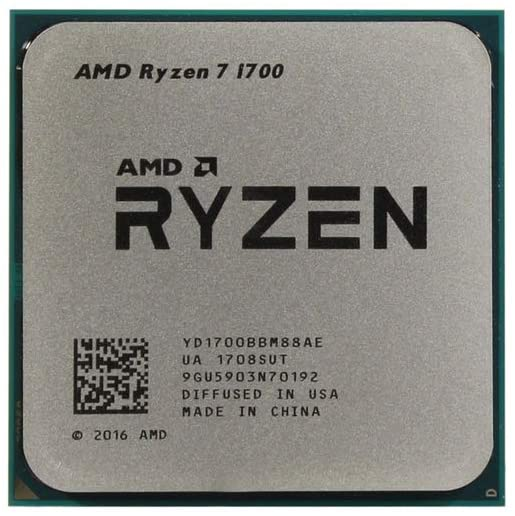 AMD Ryzen 7 1700
AMD
RYZEN
YD1700BBM88AE
UA 1708SUT
9GU5903N70192
DIFFUSED IN USA
MADE IN CHINA
© 2016 AMD
D